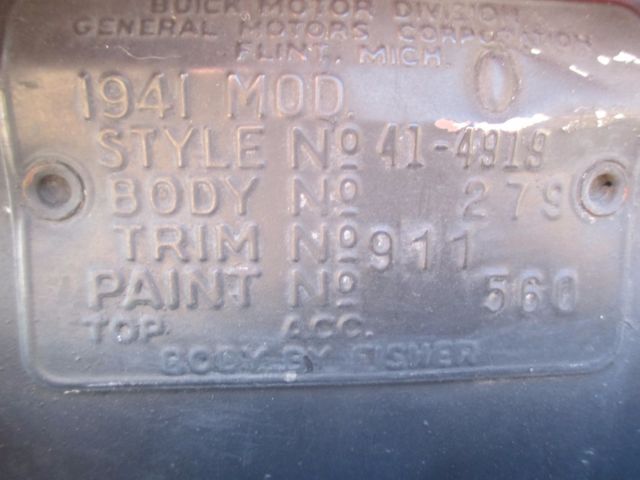 BUICK MOTOR DIVISION
GENERAL MOTORS CORPORATION
FLINT, MICH.
1941 MOD. 0
STYLE No 41-4919
BODY No 279
TRIM No 911
PAINT No 560
TOP ACC.
BODY BY FISHER